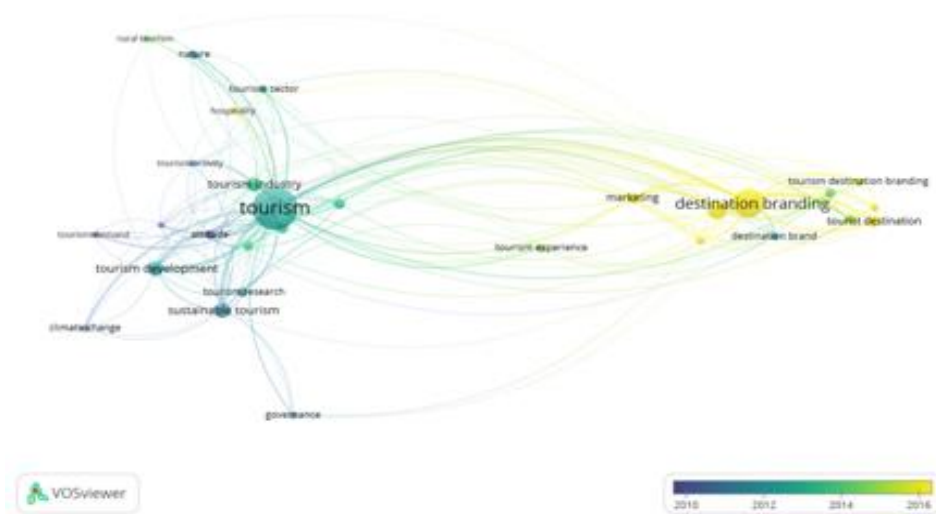 rural tourism
nature
tourism sector
hospitality
tourism activity
tourism industry
tourism
tourism demand
attitude
tourism development
tourism research
sustainable tourism
climate change
governance
marketing
destination branding
tourism destination branding
tourist destination
destination brand
tourist experience
VOSviewer
2010 2012 2014 2016